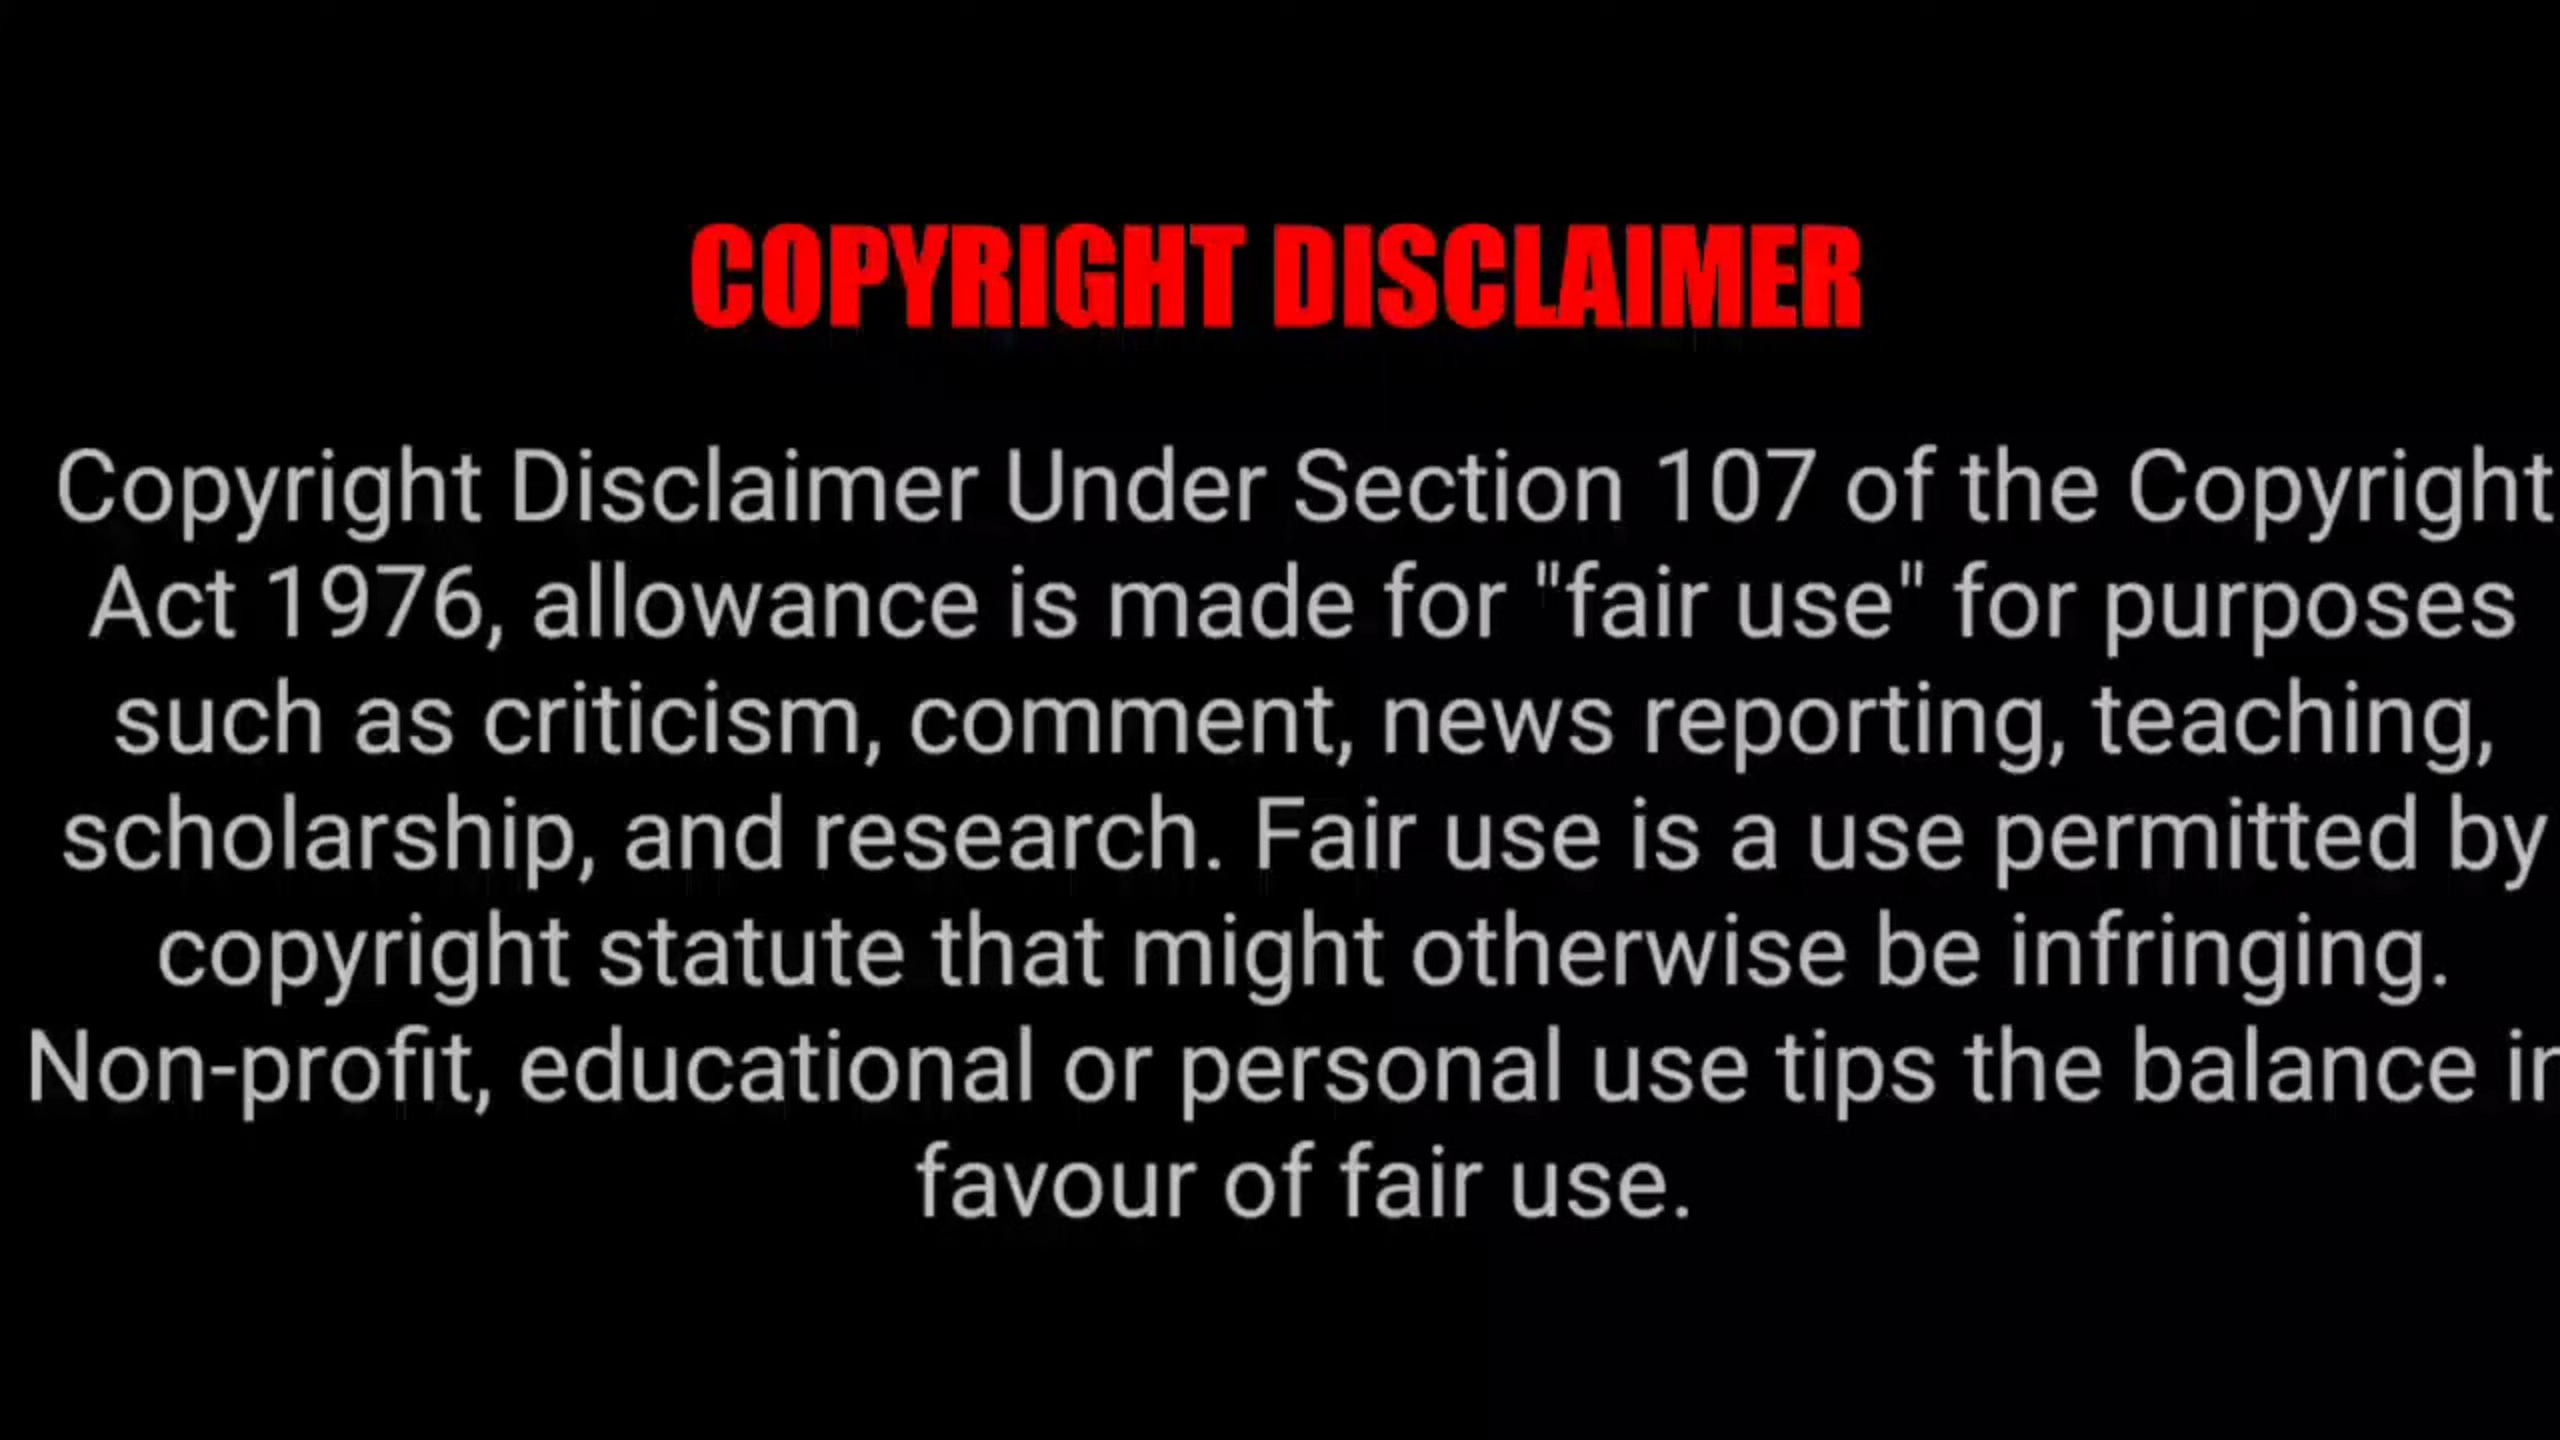 COPYRIGHT DISCLAIMER
Copyright Disclaimer Under Section 107 of the Copyright
Act 1976, allowance is made for "fair use" for purposes
such as criticism, comment, news reporting, teaching,
scholarship, and research. Fair use is a use permitted by
copyright statute that might otherwise be infringing.
Non-profit, educational or personal use tips the balance in
favour of fair use.